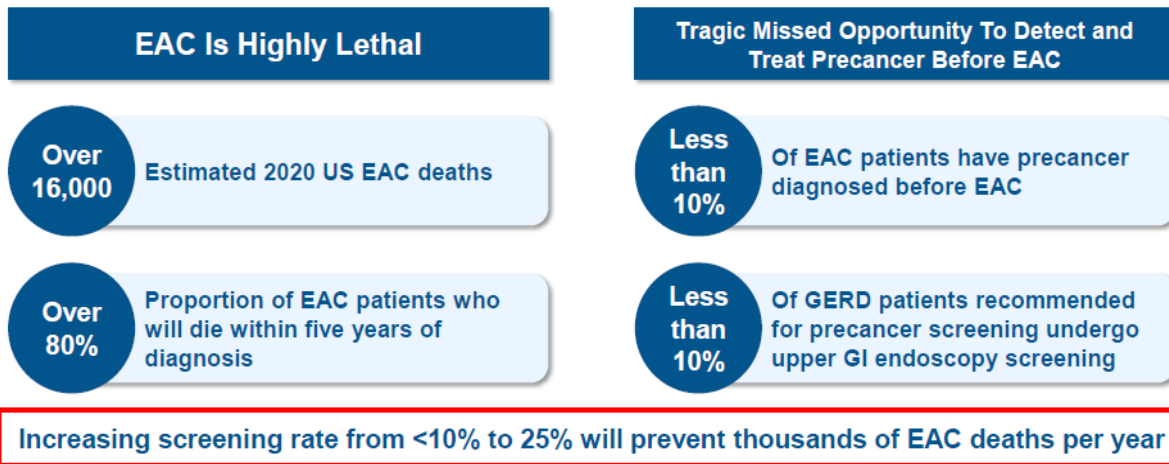 EAC Is Highly Lethal
Over
16,000
Estimated 2020 US EAC deaths
Over
80%
Proportion of EAC patients who
will die within five years of
diagnosis
Tragic Missed Opportunity To Detect and
Treat Precancer Before EAC
Less
than
10%
Of EAC patients have precancer
diagnosed before EAC
Less
than
10%
Of GERD patients recommended
for precancer screening undergo
upper GI endoscopy screening
Increasing screening rate from <10% to 25% will prevent thousands of EAC deaths per year